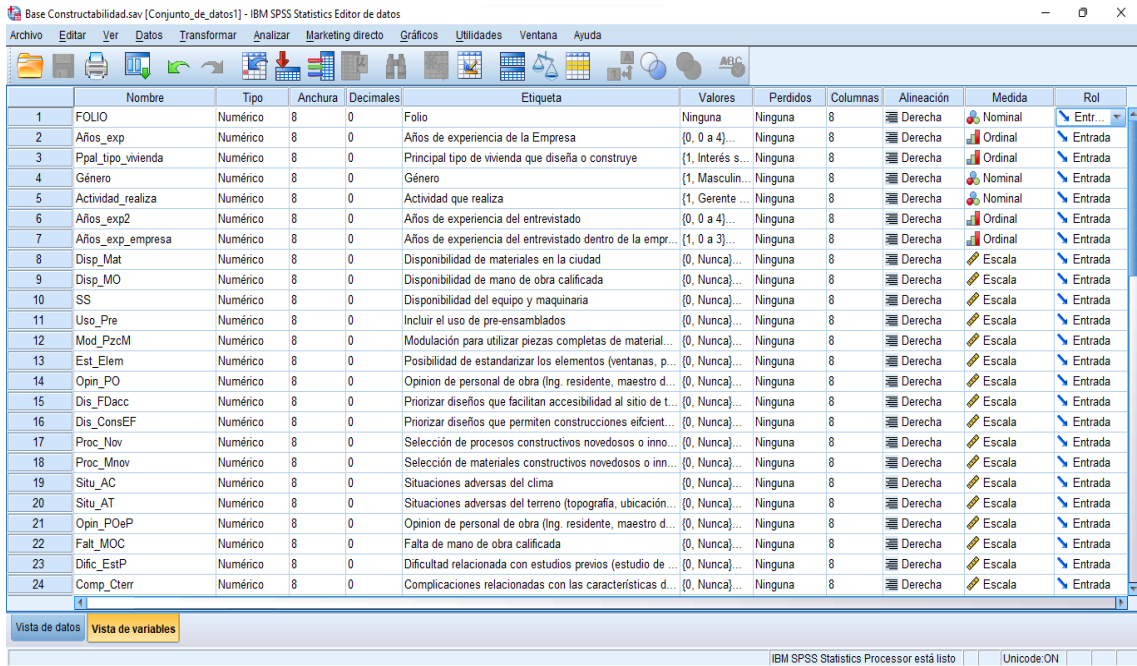 Base Constructabilidad.sav [Conjunto_de_datos1] - IBM SPSS Statistics Editor de datos
Archivo Editar Ver Datos Transformar Analizar Marketing directo Gráficos Utilidades Ventana Ayuda
Nombre Tipo Anchura Decimales Etiqueta Valores Perdidos Columnas Alineación Medida Rol
1 FOLIO Numérico 8 0 Folio Ninguna Ninguna 8 Derecha Nominal Entr...
2 Años_exp Numérico 8 0 Años de experiencia de la Empresa {0, 0 a 4}... Ninguna 8 Derecha Ordinal Entrada
3 Ppal_tipo_vivienda Numérico 8 0 Principal tipo de vivienda que diseña o construye {1, Interés s... Ninguna 8 Derecha Ordinal Entrada
4 Género Numérico 8 0 Género {1, Masculin... Ninguna 8 Derecha Nominal Entrada
5 Actividad_realiza Numérico 8 0 Actividad que realiza {1, Gerente ... Ninguna 8 Derecha Nominal Entrada
6 Años_exp2 Numérico 8 0 Años de experiencia del entrevistado {0, 0 a 4}... Ninguna 8 Derecha Ordinal Entrada
7 Años_exp_empresa Numérico 8 0 Años de experiencia del entrevistado dentro de la empr... {1, 0 a 3}... Ninguna 8 Derecha Ordinal Entrada
8 Disp_Mat Numérico 8 0 Disponibilidad de materiales en la ciudad {0, Nunca}... Ninguna 8 Derecha Escala Entrada
9 Disp_MO Numérico 8 0 Disponibilidad de mano de obra calificada {0, Nunca}... Ninguna 8 Derecha Escala Entrada
10 SS Numérico 8 0 Disponibilidad del equipo y maquinaria {0, Nunca}... Ninguna 8 Derecha Escala Entrada
11 Uso_Pre Numérico 8 0 Incluir el uso de pre-ensamblados {0, Nunca}... Ninguna 8 Derecha Escala Entrada
12 Mod_PzcM Numérico 8 0 Modulación para utilizar piezas completas de material... {0, Nunca}... Ninguna 8 Derecha Escala Entrada
13 Est_Elem Numérico 8 0 Posibilidad de estandarizar los elementos (ventanas, p... {0, Nunca}... Ninguna 8 Derecha Escala Entrada
14 Opin_PO Numérico 8 0 Opinion de personal de obra (Ing. residente, maestro d... {0, Nunca}... Ninguna 8 Derecha Escala Entrada
15 Dis_FDacc Numérico 8 0 Priorizar diseños que facilitan accesibilidad al sitio de t... {0, Nunca}... Ninguna 8 Derecha Escala Entrada
16 Dis_ConsEF Numérico 8 0 Priorizar diseños que permiten construcciones eifcient... {0, Nunca}... Ninguna 8 Derecha Escala Entrada
17 Proc_Nov Numérico 8 0 Selección de procesos constructivos novedosos o inno... {0, Nunca}... Ninguna 8 Derecha Escala Entrada
18 Proc_Mnov Numérico 8 0 Selección de materiales constructivos novedosos o inn... {0, Nunca}... Ninguna 8 Derecha Escala Entrada
19 Situ_AC Numérico 8 0 Situaciones adversas del clima {0, Nunca}... Ninguna 8 Derecha Escala Entrada
20 Situ_AT Numérico 8 0 Situaciones adversas del terreno (topografía, ubicación... {0, Nunca}... Ninguna 8 Derecha Escala Entrada
21 Opin_POeP Numérico 8 0 Opinion de personal de obra (Ing. residente, maestro d... {0, Nunca}... Ninguna 8 Derecha Escala Entrada
22 Falt_MOC Numérico 8 0 Falta de mano de obra calificada {0, Nunca}... Ninguna 8 Derecha Escala Entrada
23 Dific_EstP Numérico 8 0 Dificultad relacionada con estudios previos (estudio de ... {0, Nunca}... Ninguna 8 Derecha Escala Entrada
24 Comp_Cterr Numérico 8 0 Complicaciones relacionadas con las características d... {0, Nunca}... Ninguna 8 Derecha Escala Entrada
Vista de datos Vista de variables
IBM SPSS Statistics Processor está listo Unicode:ON